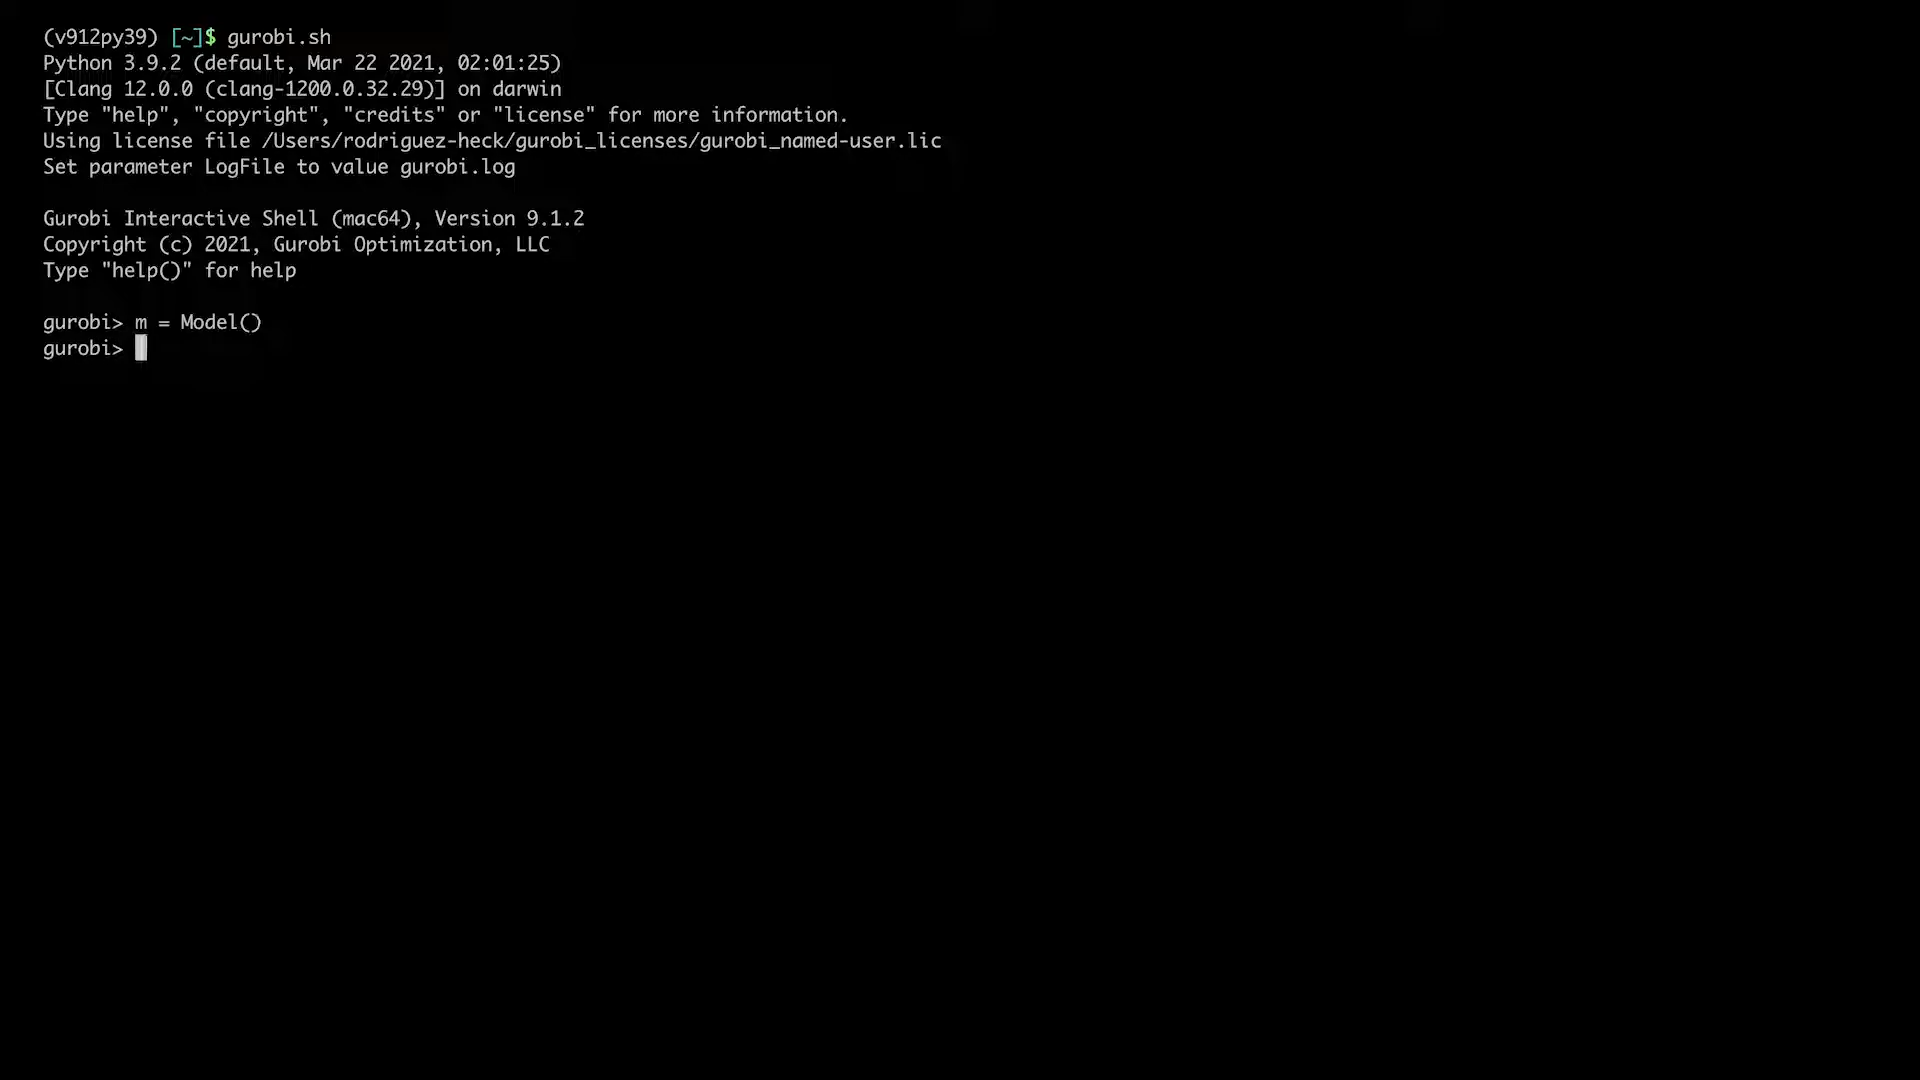 (v912py39) [~]$ gurobi.sh
Python 3.9.2 (default, Mar 22 2021, 02:01:25)
[Clang 12.0.0 (clang-1200.0.32.29)] on darwin
Type "help", "copyright", "credits" or "license" for more information.
Using license file /Users/rodriguez-heck/gurobi_licenses/gurobi_named-user.lic
Set parameter LogFile to value gurobi.log
Gurobi Interactive Shell (mac64), Version 9.1.2
Copyright (c) 2021, Gurobi Optimization, LLC
Type "help()" for help
gurobi> m = Model()
gurobi>